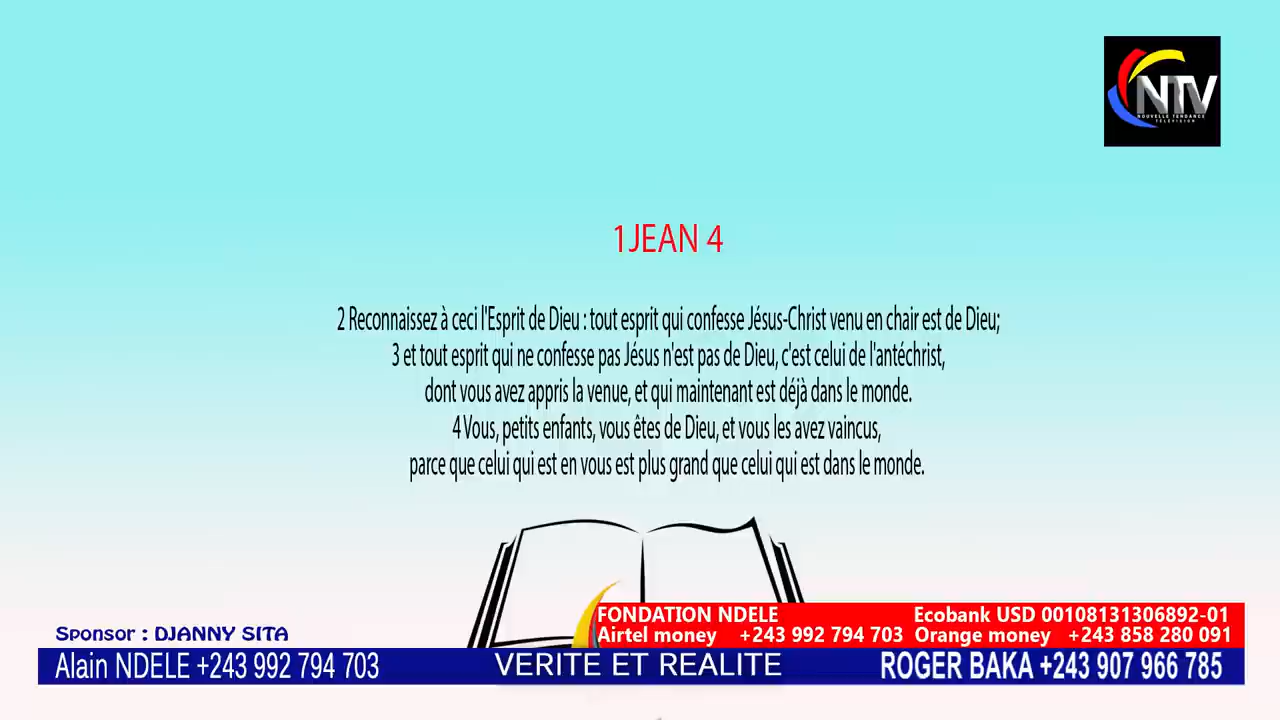 NTV
NOUVELLE TENDANCE
TELEVISION
1JEAN 4
2 Reconnaissez à ceci l'Esprit de Dieu : tout esprit qui confesse Jésus-Christ venu en chair est de Dieu;
3 et tout esprit qui ne confesse pas Jésus n'est pas de Dieu, c'est celui de l'antéchrist,
dont vous avez appris la venue, et qui maintenant est déjà dans le monde.
4 Vous, petits enfants, vous êtes de Dieu, et vous les avez vaincus,
parce que celui qui est en vous est plus grand que celui qui est dans le monde.
FONDATION NDELE Ecobank USD 00108131306892-01
Airtel money +243 992 794 703 Orange money +243 858 280 091
Sponsor : DJANNY SITA
Alain NDELE +243 992 794 703 VERITE ET REALITE ROGER BAKA +243 907 966 785